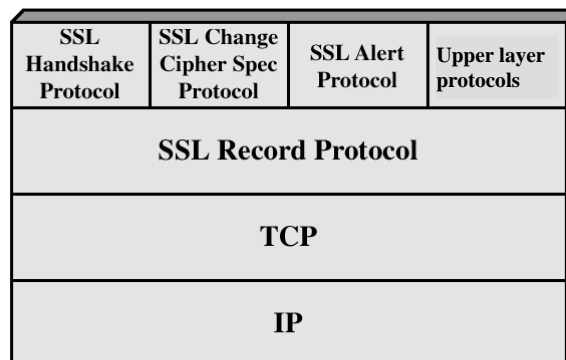 SSL
Handshake
Protocol
SSL Change
Cipher Spec
Protocol
SSL Alert
Protocol
Upper layer
protocols
SSL Record Protocol
TCP
IP